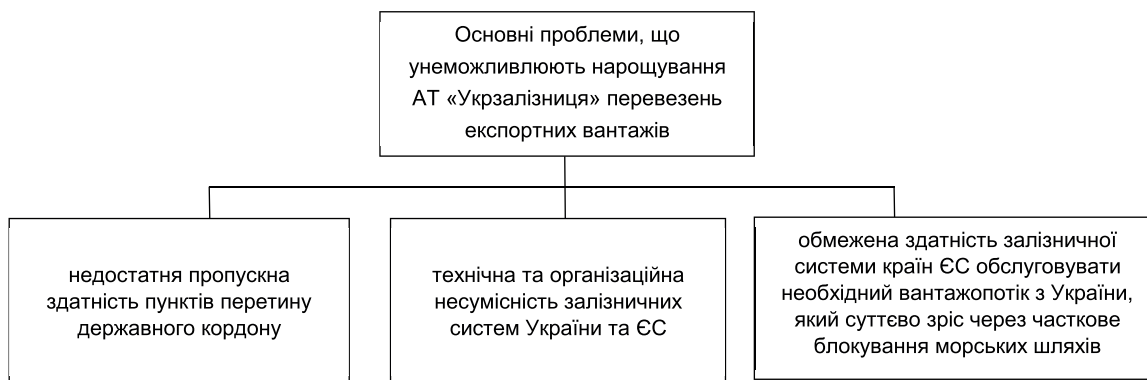 Основні проблеми, що
унеможливлюють нарощування
АТ «Укрзалізниця» перевезень
експортних вантажів
недостатня пропускна
здатність пунктів перетину
державного кордону
технічна та організаційна
несумісність залізничних
систем України та ЄС
обмежена здатність залізничної
системи країн ЄС обслуговувати
необхідний вантажопотік з України,
який суттєво зріс через часткове
блокування морських шляхів